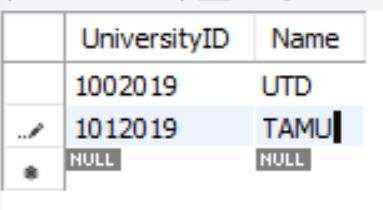 UniversityID Name
1002019 UTD
1012019 TAMU
NULL NULL